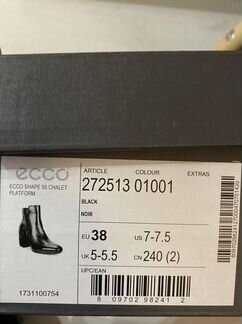 ecco
ECCO SHAPE 55 CHALET
PLATFORM
ARTICLE COLOUR EXTRAS
272513 01001
BLACK
NOIR
EU 38 US 7-7.5
UK 5-5.5 CN 240 (2)
UPC/EAN
8 09702 98241 2
1731100754